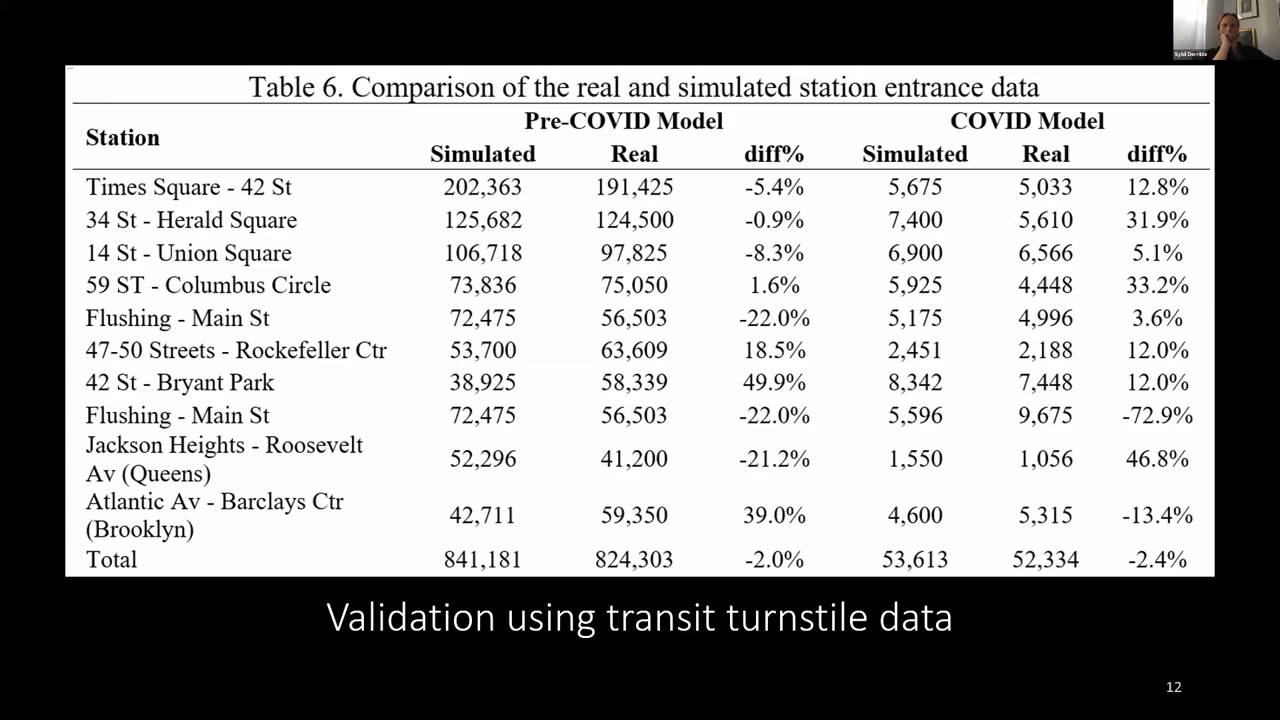 Sybil Derrible
Table 6. Comparison of the real and simulated station entrance data
Station Pre-COVID Model COVID Model
Simulated Real diff% Simulated Real diff%
Times Square - 42 St 202,363 191,425 -5.4% 5,675 5,033 12.8%
34 St - Herald Square 125,682 124,500 -0.9% 7,400 5,610 31.9%
14 St - Union Square 106,718 97,825 -8.3% 6,900 6,566 5.1%
59 ST - Columbus Circle 73,836 75,050 1.6% 5,925 4,448 33.2%
Flushing - Main St 72,475 56,503 -22.0% 5,175 4,996 3.6%
47-50 Streets - Rockefeller Ctr 53,700 63,609 18.5% 2,451 2,188 12.0%
42 St - Bryant Park 38,925 58,339 49.9% 8,342 7,448 12.0%
Flushing - Main St 72,475 56,503 -22.0% 5,596 9,675 -72.9%
Jackson Heights - Roosevelt
Av (Queens) 52,296 41,200 -21.2% 1,550 1,056 46.8%
Atlantic Av - Barclays Ctr
(Brooklyn) 42,711 59,350 39.0% 4,600 5,315 -13.4%
Total 841,181 824,303 -2.0% 53,613 52,334 -2.4%
Validation using transit turnstile data
12